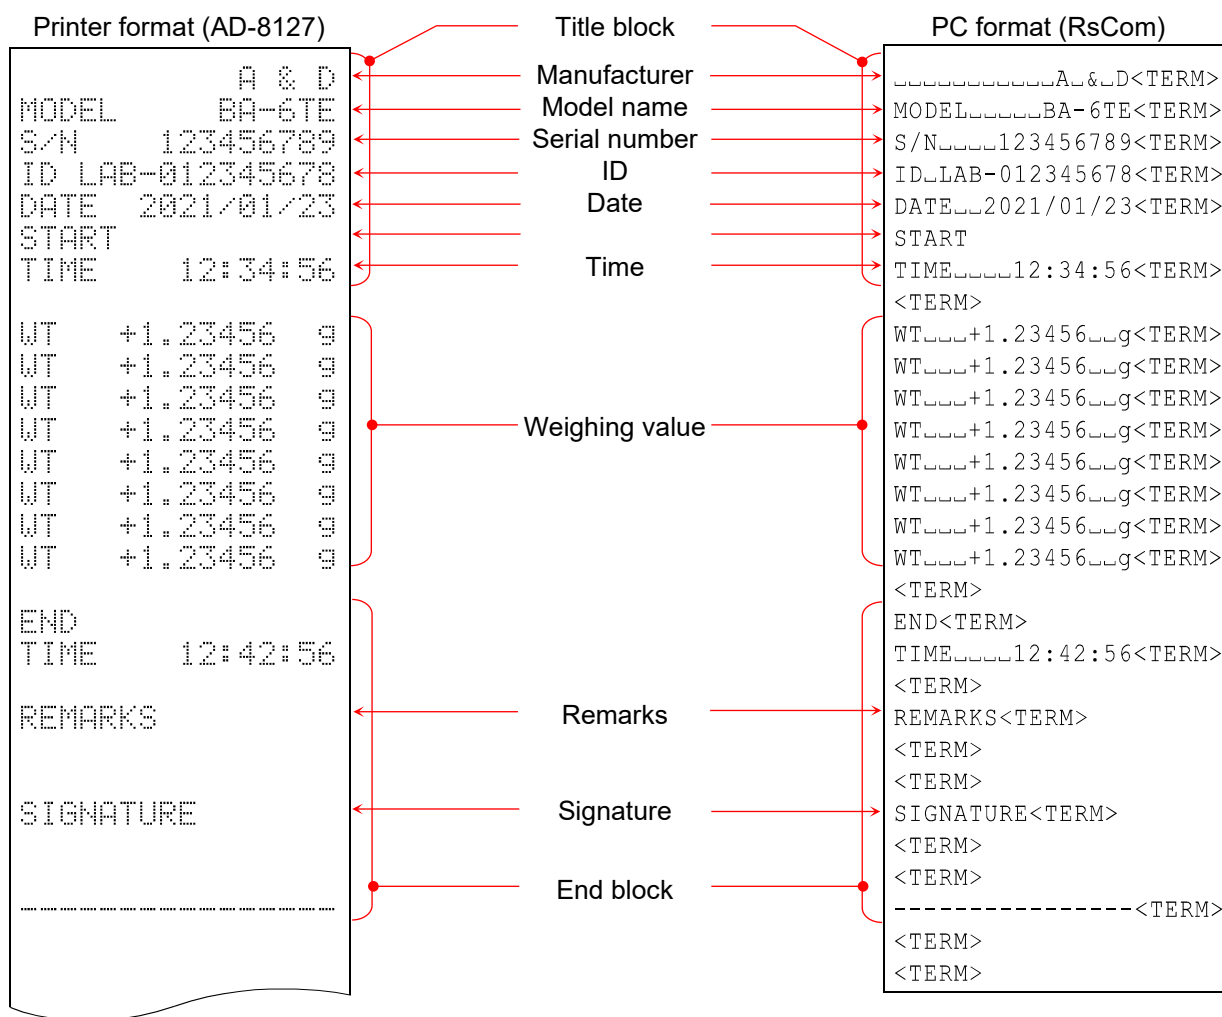 Printer format (AD-8127)
A & D
MODEL BA-6TE
S/N 123456789
ID LAB-012345678
DATE 2021/01/23
START
TIME 12:34:56
WT +1.23456 g
WT +1.23456 g
WT +1.23456 g
WT +1.23456 g
WT +1.23456 g
WT +1.23456 g
WT +1.23456 g
WT +1.23456 g
END
TIME 12:42:56
REMARKS
SIGNATURE
----------------
Title block
Manufacturer
Model name
Serial number
ID
Date
Time
Weighing value
Remarks
Signature
End block
PC format (RsCom)
␣␣␣␣␣␣␣␣␣␣␣A␣&␣D<TERM>
MODEL␣␣␣␣␣BA-6TE<TERM>
S/N␣␣␣␣123456789<TERM>
ID␣LAB-012345678<TERM>
DATE␣␣2021/01/23<TERM>
START
TIME␣␣␣␣12:34:56<TERM>
<TERM>
WT␣␣␣+1.23456␣␣g<TERM>
WT␣␣␣+1.23456␣␣g<TERM>
WT␣␣␣+1.23456␣␣g<TERM>
WT␣␣␣+1.23456␣␣g<TERM>
WT␣␣␣+1.23456␣␣g<TERM>
WT␣␣␣+1.23456␣␣g<TERM>
WT␣␣␣+1.23456␣␣g<TERM>
WT␣␣␣+1.23456␣␣g<TERM>
<TERM>
END<TERM>
TIME␣␣␣␣12:42:56<TERM>
<TERM>
REMARKS<TERM>
<TERM>
<TERM>
SIGNATURE<TERM>
<TERM>
<TERM>
----------------<TERM>
<TERM>
<TERM>